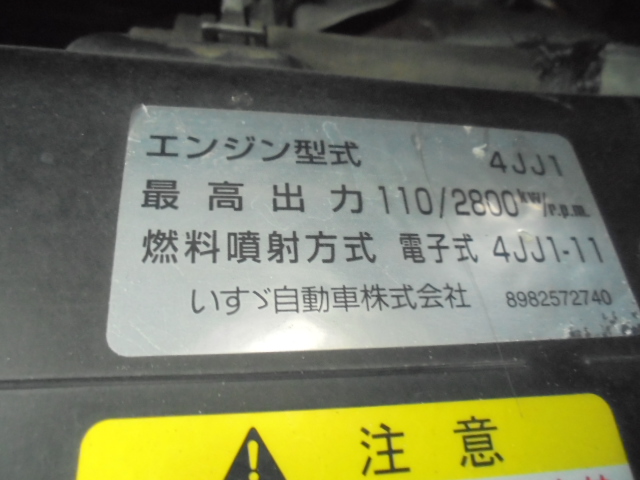 エンジン型式 4JJ1
最高出力 110/2800 kW/r.p.m.
燃料噴射方式 電子式 4JJ1-11
いすゞ自動車株式会社 8982572740
注意